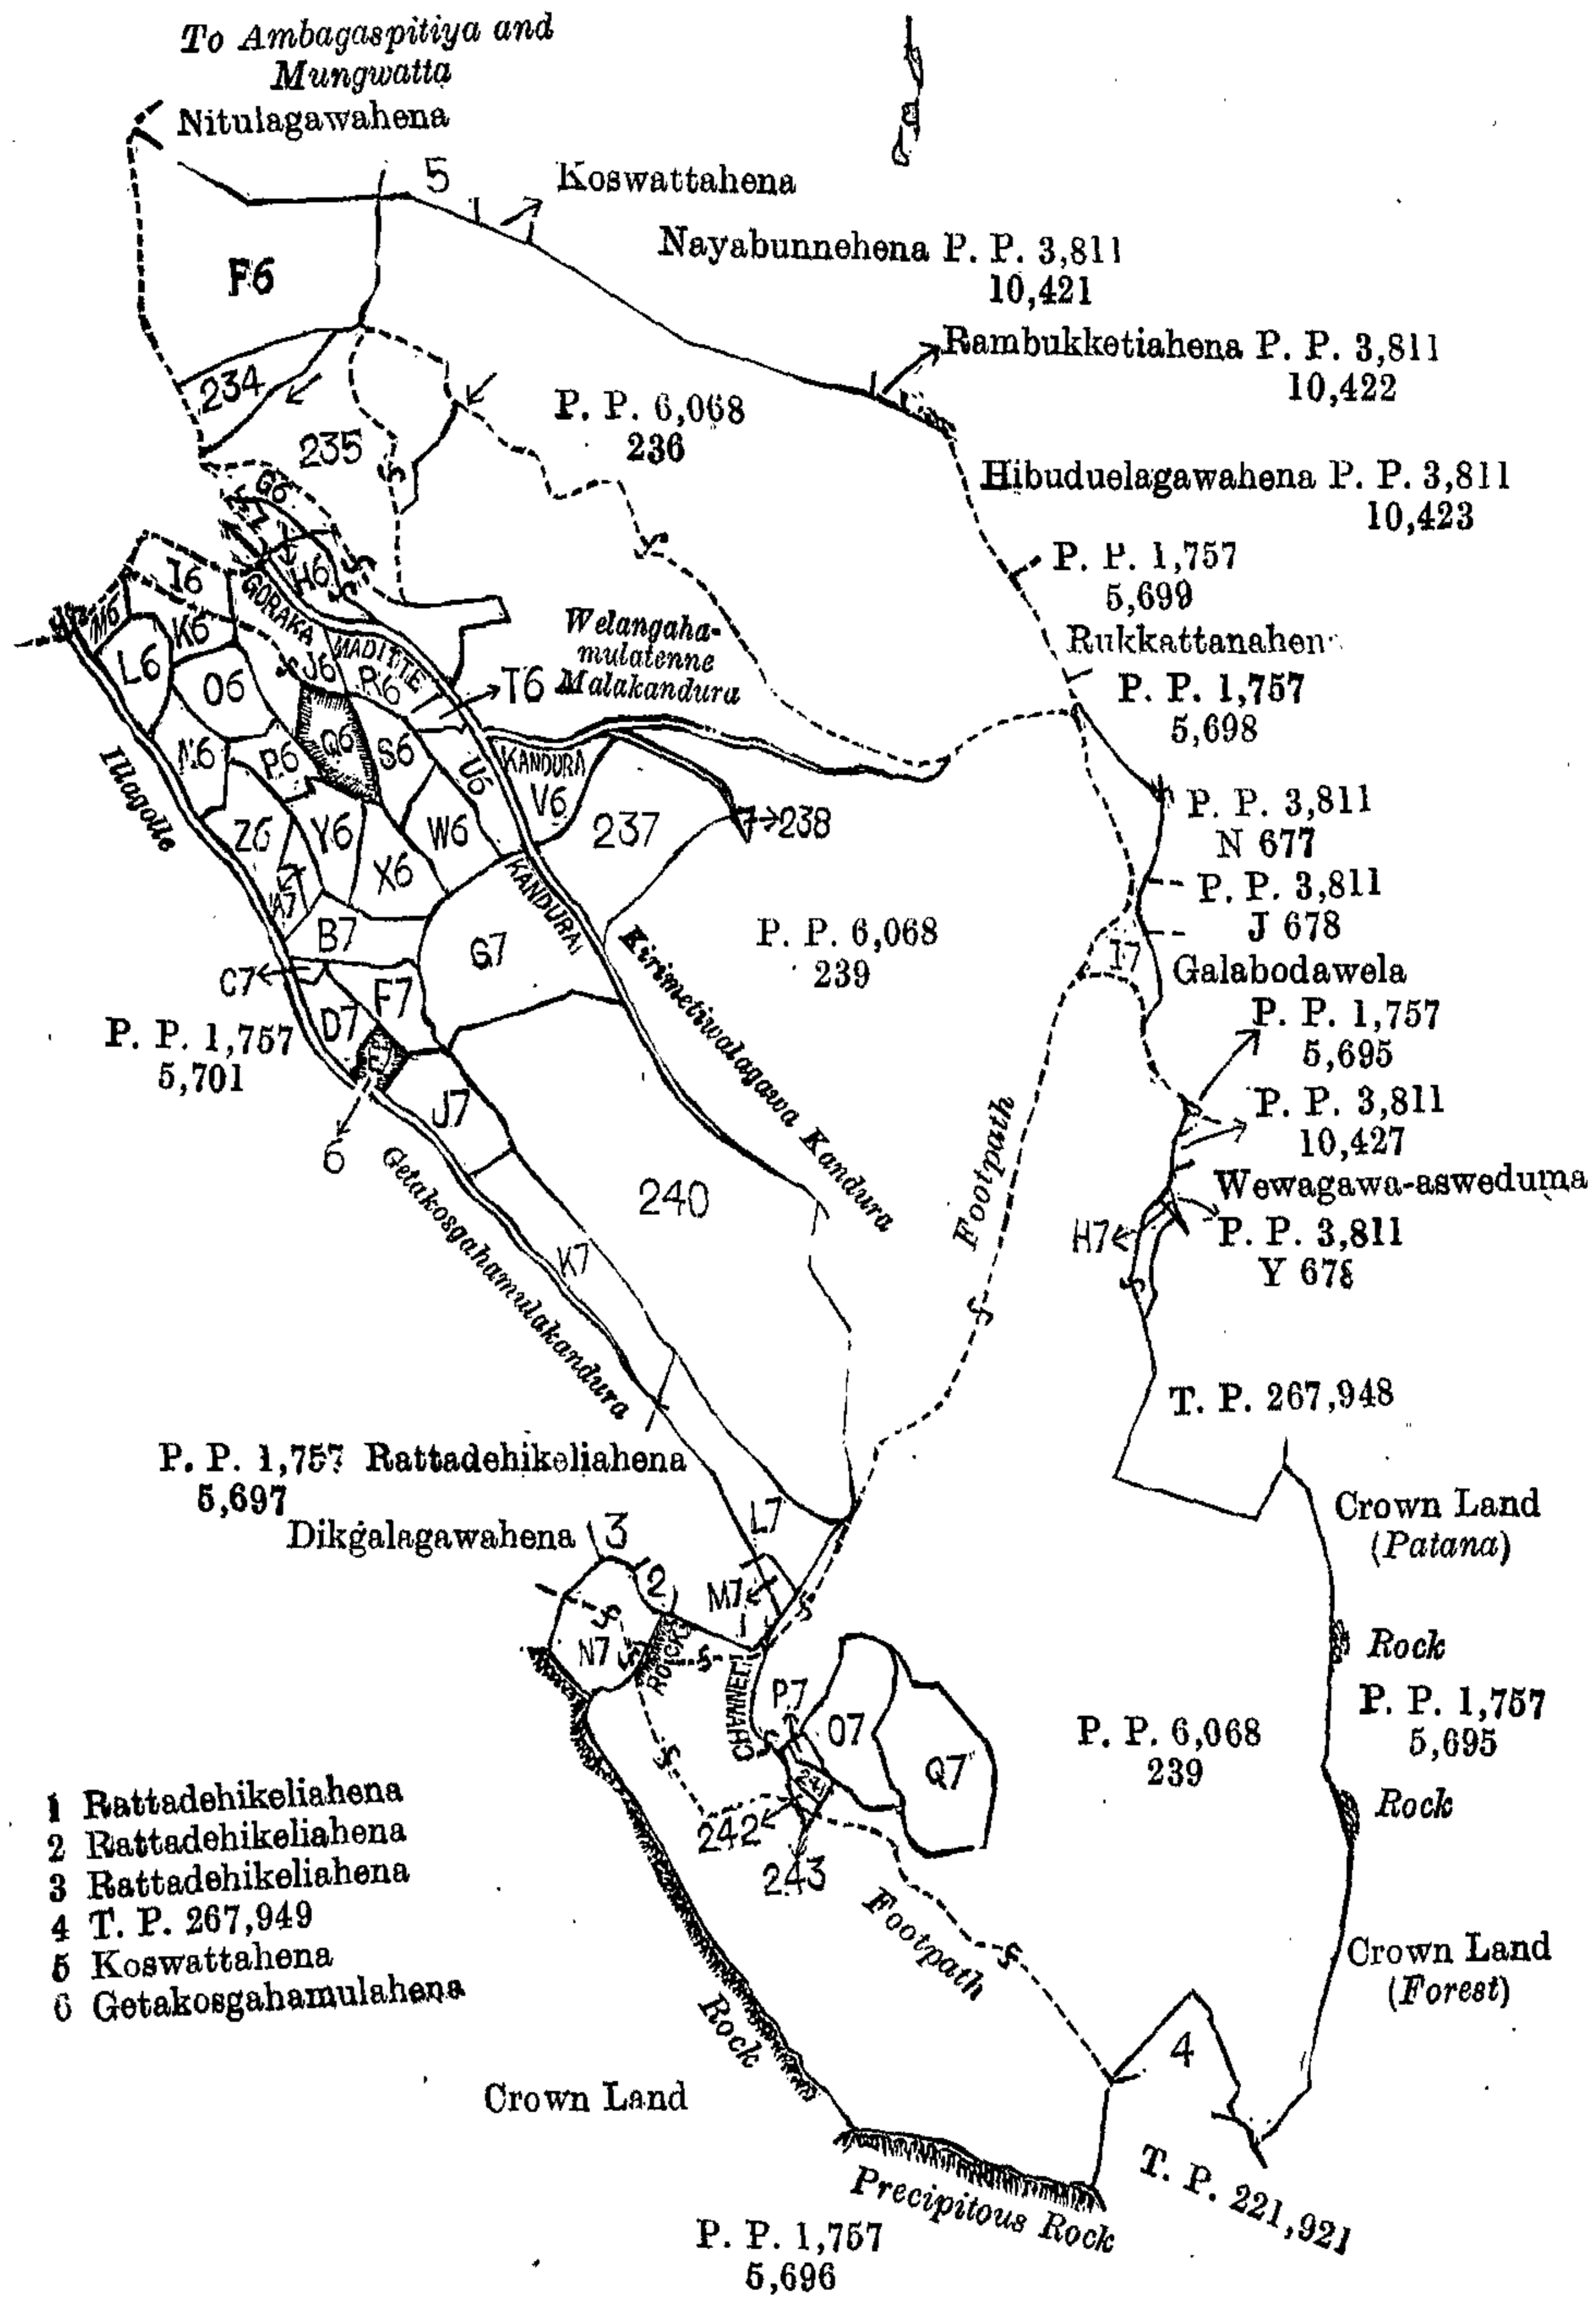 To Ambagaspitiya and
Mungwatta
Nitulagawahena
5
Koswattahena
F6
Nayabunnehena P. P. 3,811
10,421
Rambukketiahena P. P. 3,811
10,422
234
235
P. P. 6,068
236
Hibuduelagawahena P. P. 3,811
10,423
G6
P. P. 1,757
5,699
H6
I6
GORAKA
MADITTE
M6
K6
L6
O6
J6
R6
T6
Welangaha-
mulatenne
Malakandura
Rukkattanahen
P. P. 1,757
5,698
N6
P6
Q6
S6
U6
KANDURA
V6
237
238
Illagolle
Z6
Y6
W6
X6
A7
P. P. 3,811
N 677
P. P. 3,811
J 678
B7
G7
KANDURA
Kirimetiwalagawa Kandura
P. P. 6,068
239
I7
Galabodawela
C7
F7
D7
E7
P. P. 1,757
5,701
P. P. 1,757
5,695
6
J7
Getakosgahamulakandura
240
Footpath
P. P. 3,811
10,427
Wewagawa-asweduma
H7
P. P. 3,811
Y 678
K7
T. P. 267,948
P. P. 1,757 Rattadehikeliahena
5,697
Dikgalagawahena
3
2
L7
M7
1
N7
ROCK
CHANNEL
P7
O7
Q7
241
242
243
Crown Land
(Patana)
Rock
P. P. 1,757
5,695
P. P. 6,068
239
Rock
1 Rattadehikeliahena
2 Rattadehikeliahena
3 Rattadehikeliahena
4 T. P. 267,949
5 Koswattahena
6 Getakosgahamulahena
Footpath
Crown Land
(Forest)
Rock
4
Crown Land
Precipitous Rock
T. P. 221,921
P. P. 1,757
5,696